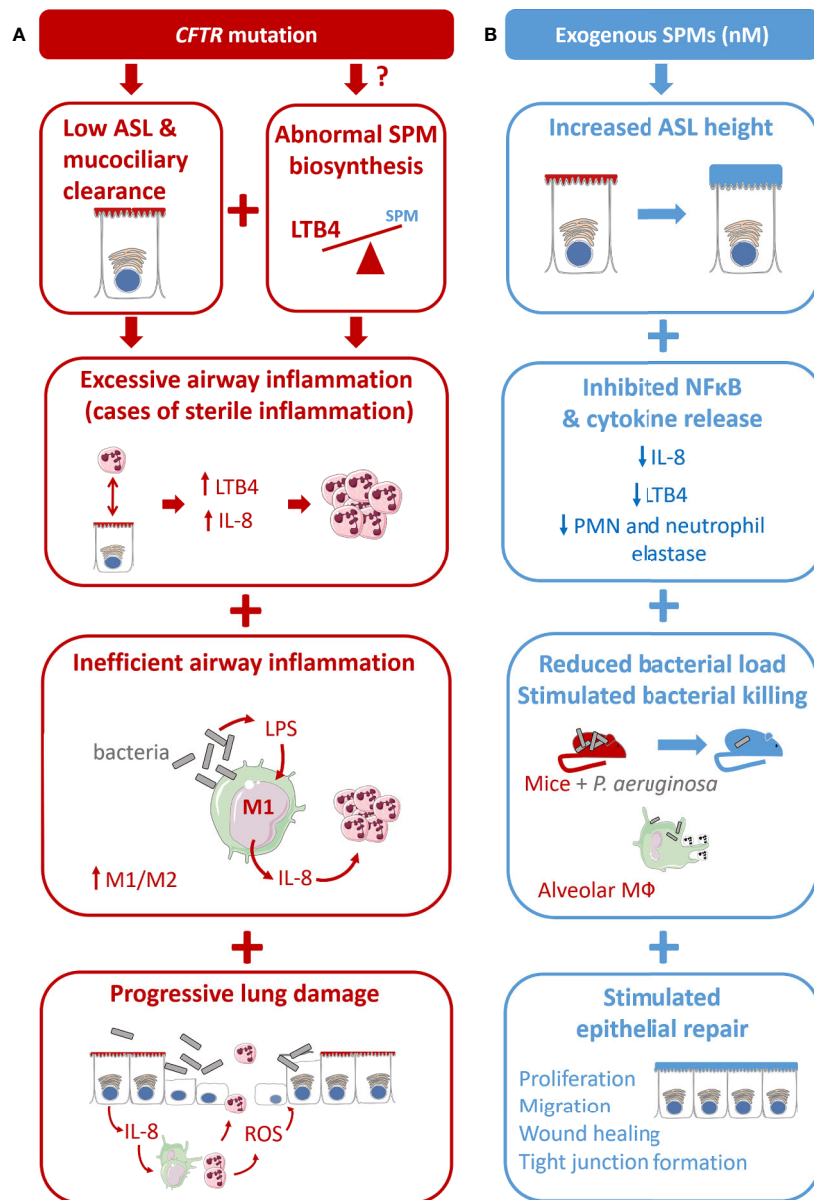 A
CFTR mutation
?
Low ASL &
mucociliary
clearance
+
Abnormal SPM
biosynthesis
LTB4
SPM
Excessive airway inflammation
(cases of sterile inflammation)
↑ LTB4
↑ IL-8
+
Inefficient airway inflammation
bacteria
LPS
M1
IL-8
↑ M1/M2
+
Progressive lung damage
IL-8
ROS
B
Exogenous SPMs (nM)
Increased ASL height
+
Inhibited NFκB
& cytokine release
↓ IL-8
↓ LTB4
↓ PMN and neutrophil
elastase
+
Reduced bacterial load
Stimulated bacterial killing
Mice + P. aeruginosa
Alveolar MΦ
+
Stimulated
epithelial repair
Proliferation
Migration
Wound healing
Tight junction formation